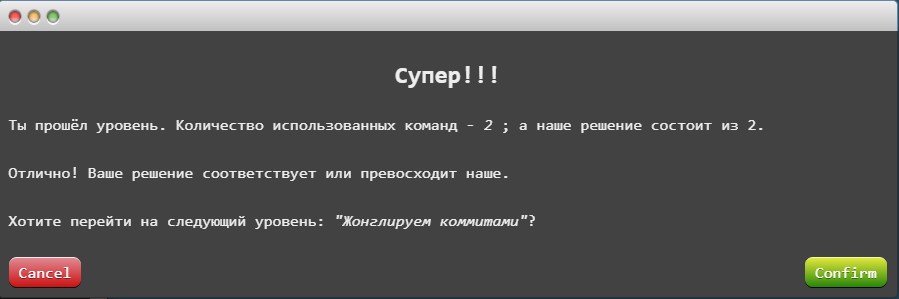 Супер!!!
Ты прошёл уровень. Количество использованных команд - 2 ; а наше решение состоит из 2.
Отлично! Ваше решение соответствует или превосходит наше.
Хотите перейти на следующий уровень: "Жонглируем коммитами"?
Cancel
Confirm